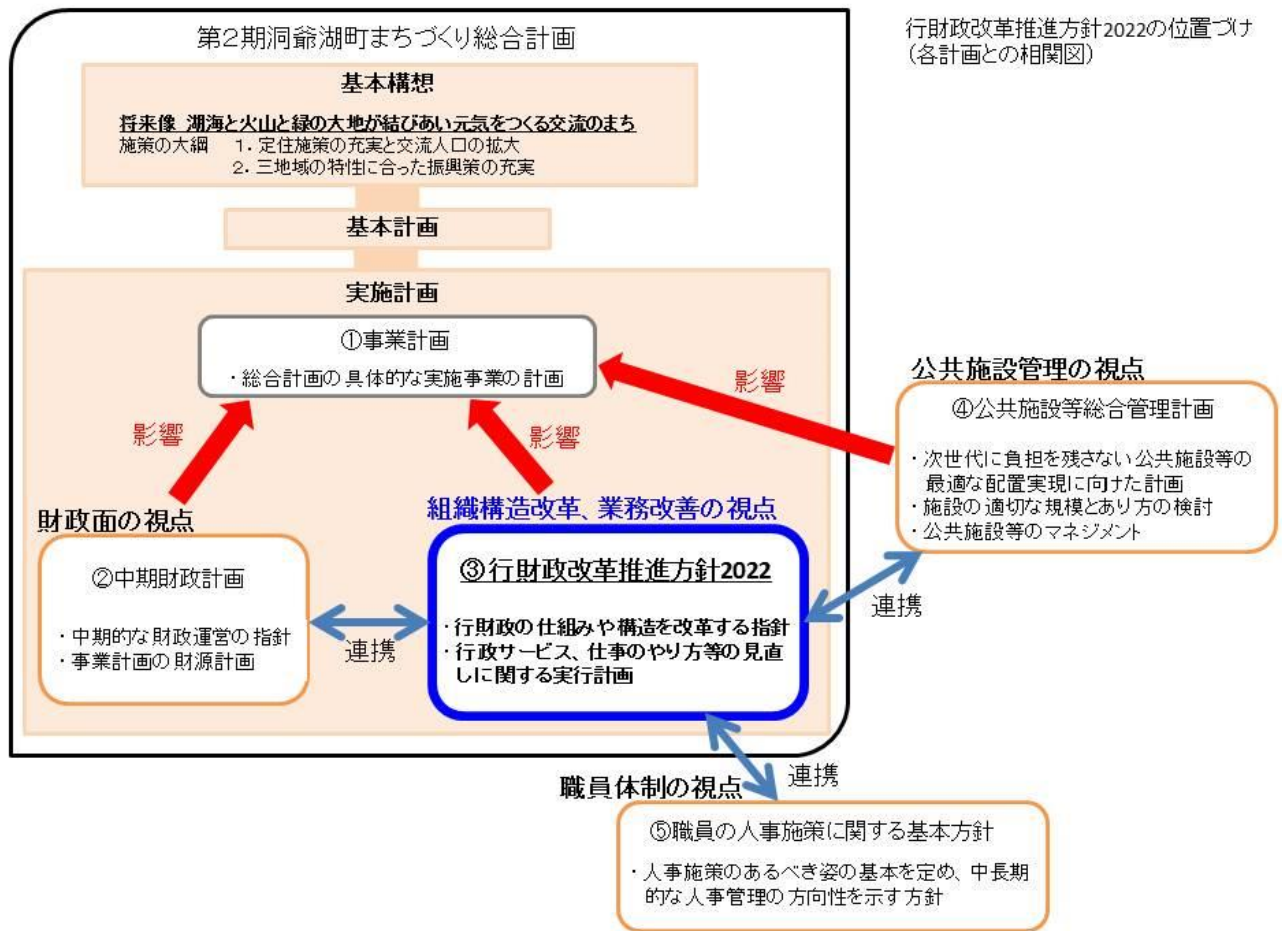 第2期洞爺湖町まちづくり総合計画
行財政改革推進方針2022の位置づけ
(各計画との相関図)
基本構想
将来像 湖海と火山と緑の大地が結びあい元気をつくる交流のまち
施策の大綱 1. 定住施策の充実と交流人口の拡大
2. 三地域の特性に合った振興策の充実
基本計画
実施計画
①事業計画
・総合計画の具体的な実施事業の計画
影響
影響
影響
公共施設管理の視点
④公共施設等総合管理計画
・次世代に負担を残さない公共施設等の
最適な配置実現に向けた計画
・施設の適切な規模とあり方の検討
・公共施設等のマネジメント
財政面の視点
②中期財政計画
・中期的な財政運営の指針
・事業計画の財源計画
連携
組織構造改革、業務改善の視点
③行財政改革推進方針2022
・行財政の仕組みや構造を改革する指針
・行政サービス、仕事のやり方等の見直
しに関する実行計画
連携
連携
職員体制の視点
⑤職員の人事施策に関する基本方針
・人事施策のあるべき姿の基本を定め、中長期
的な人事管理の方向性を示す方針